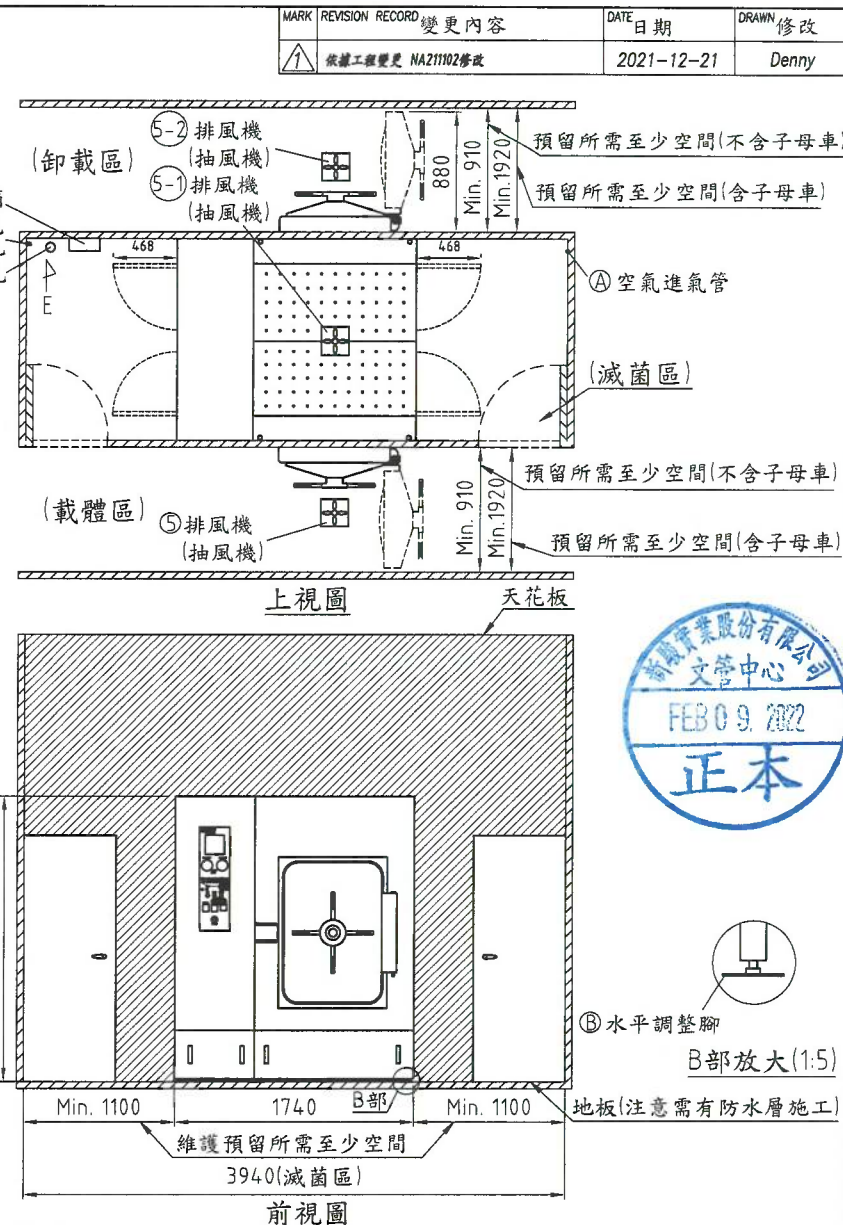 MARK REVISION RECORD 變更內容 DATE 日期 DRAWN 修改
1 依據工程變更 NA211102修改 2021-12-21 Denny
(卸載區)
5-2 排風機
(抽風機)
5-1 排風機
(抽風機)
880
Min. 910
Min.1920
預留所需至少空間(不含子母車)
預留所需至少空間(含子母車)
468
468
E
A 空氣進氣管
(滅菌區)
(載體區)
5 排風機
(抽風機)
Min. 910
Min.1920
預留所需至少空間(不含子母車)
預留所需至少空間(含子母車)
上視圖
天花板
實業股份有限公司
文管中心
FEB 09. 2022
正本
B 水平調整腳
B部放大(1:5)
B部
地板(注意需有防水層施工)
Min. 1100
1740
Min. 1100
維護預留所需至少空間
3940(滅菌區)
前視圖